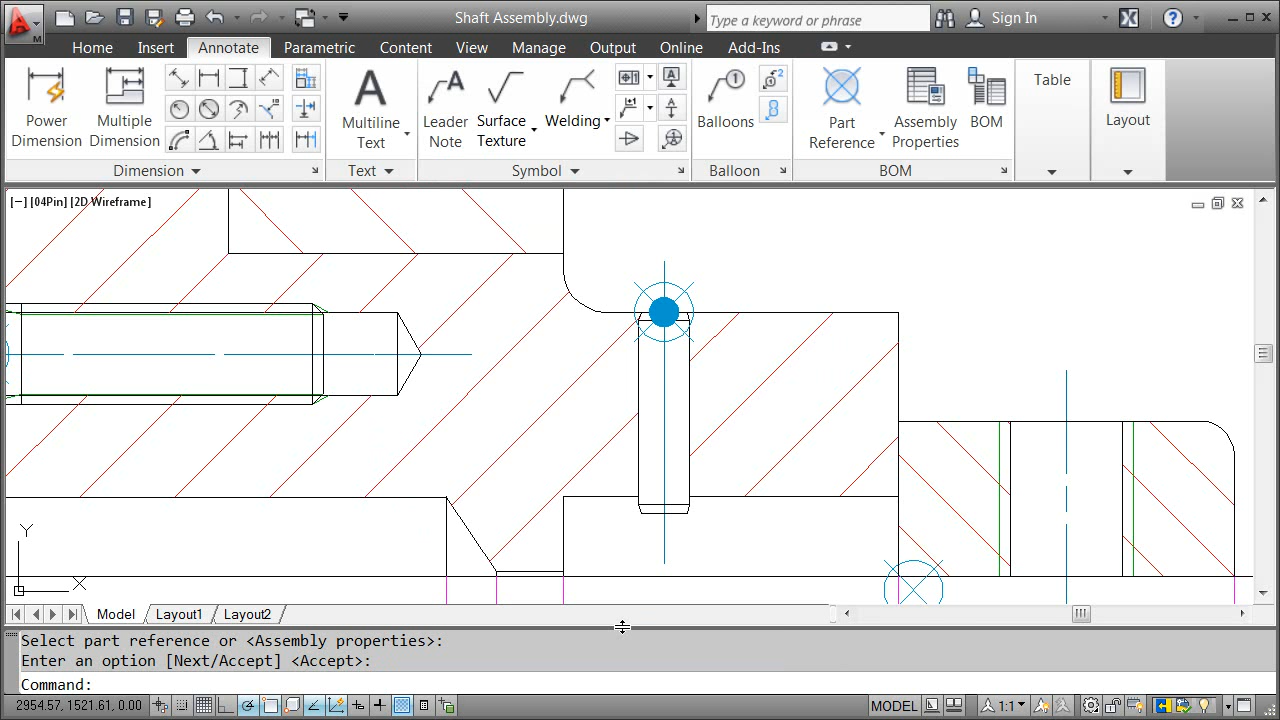 Shaft Assembly.dwg
Type a keyword or phrase
Sign In
M
Home Insert Annotate Parametric Content View Manage Output Online Add-Ins
Power Dimension
Multiple Dimension
Multiline Text
Leader Note
Surface Texture
Welding
Balloons
Part Reference
Assembly Properties
BOM
Table
Layout
Dimension
Text
Symbol
Balloon
BOM
[−] [04Pin] [2D Wireframe]
Y
X
Model Layout1 Layout2
Select part reference or <Assembly properties>:
Enter an option [Next/Accept] <Accept>:
Command:
2954.57, 1521.61, 0.00
MODEL
1:1